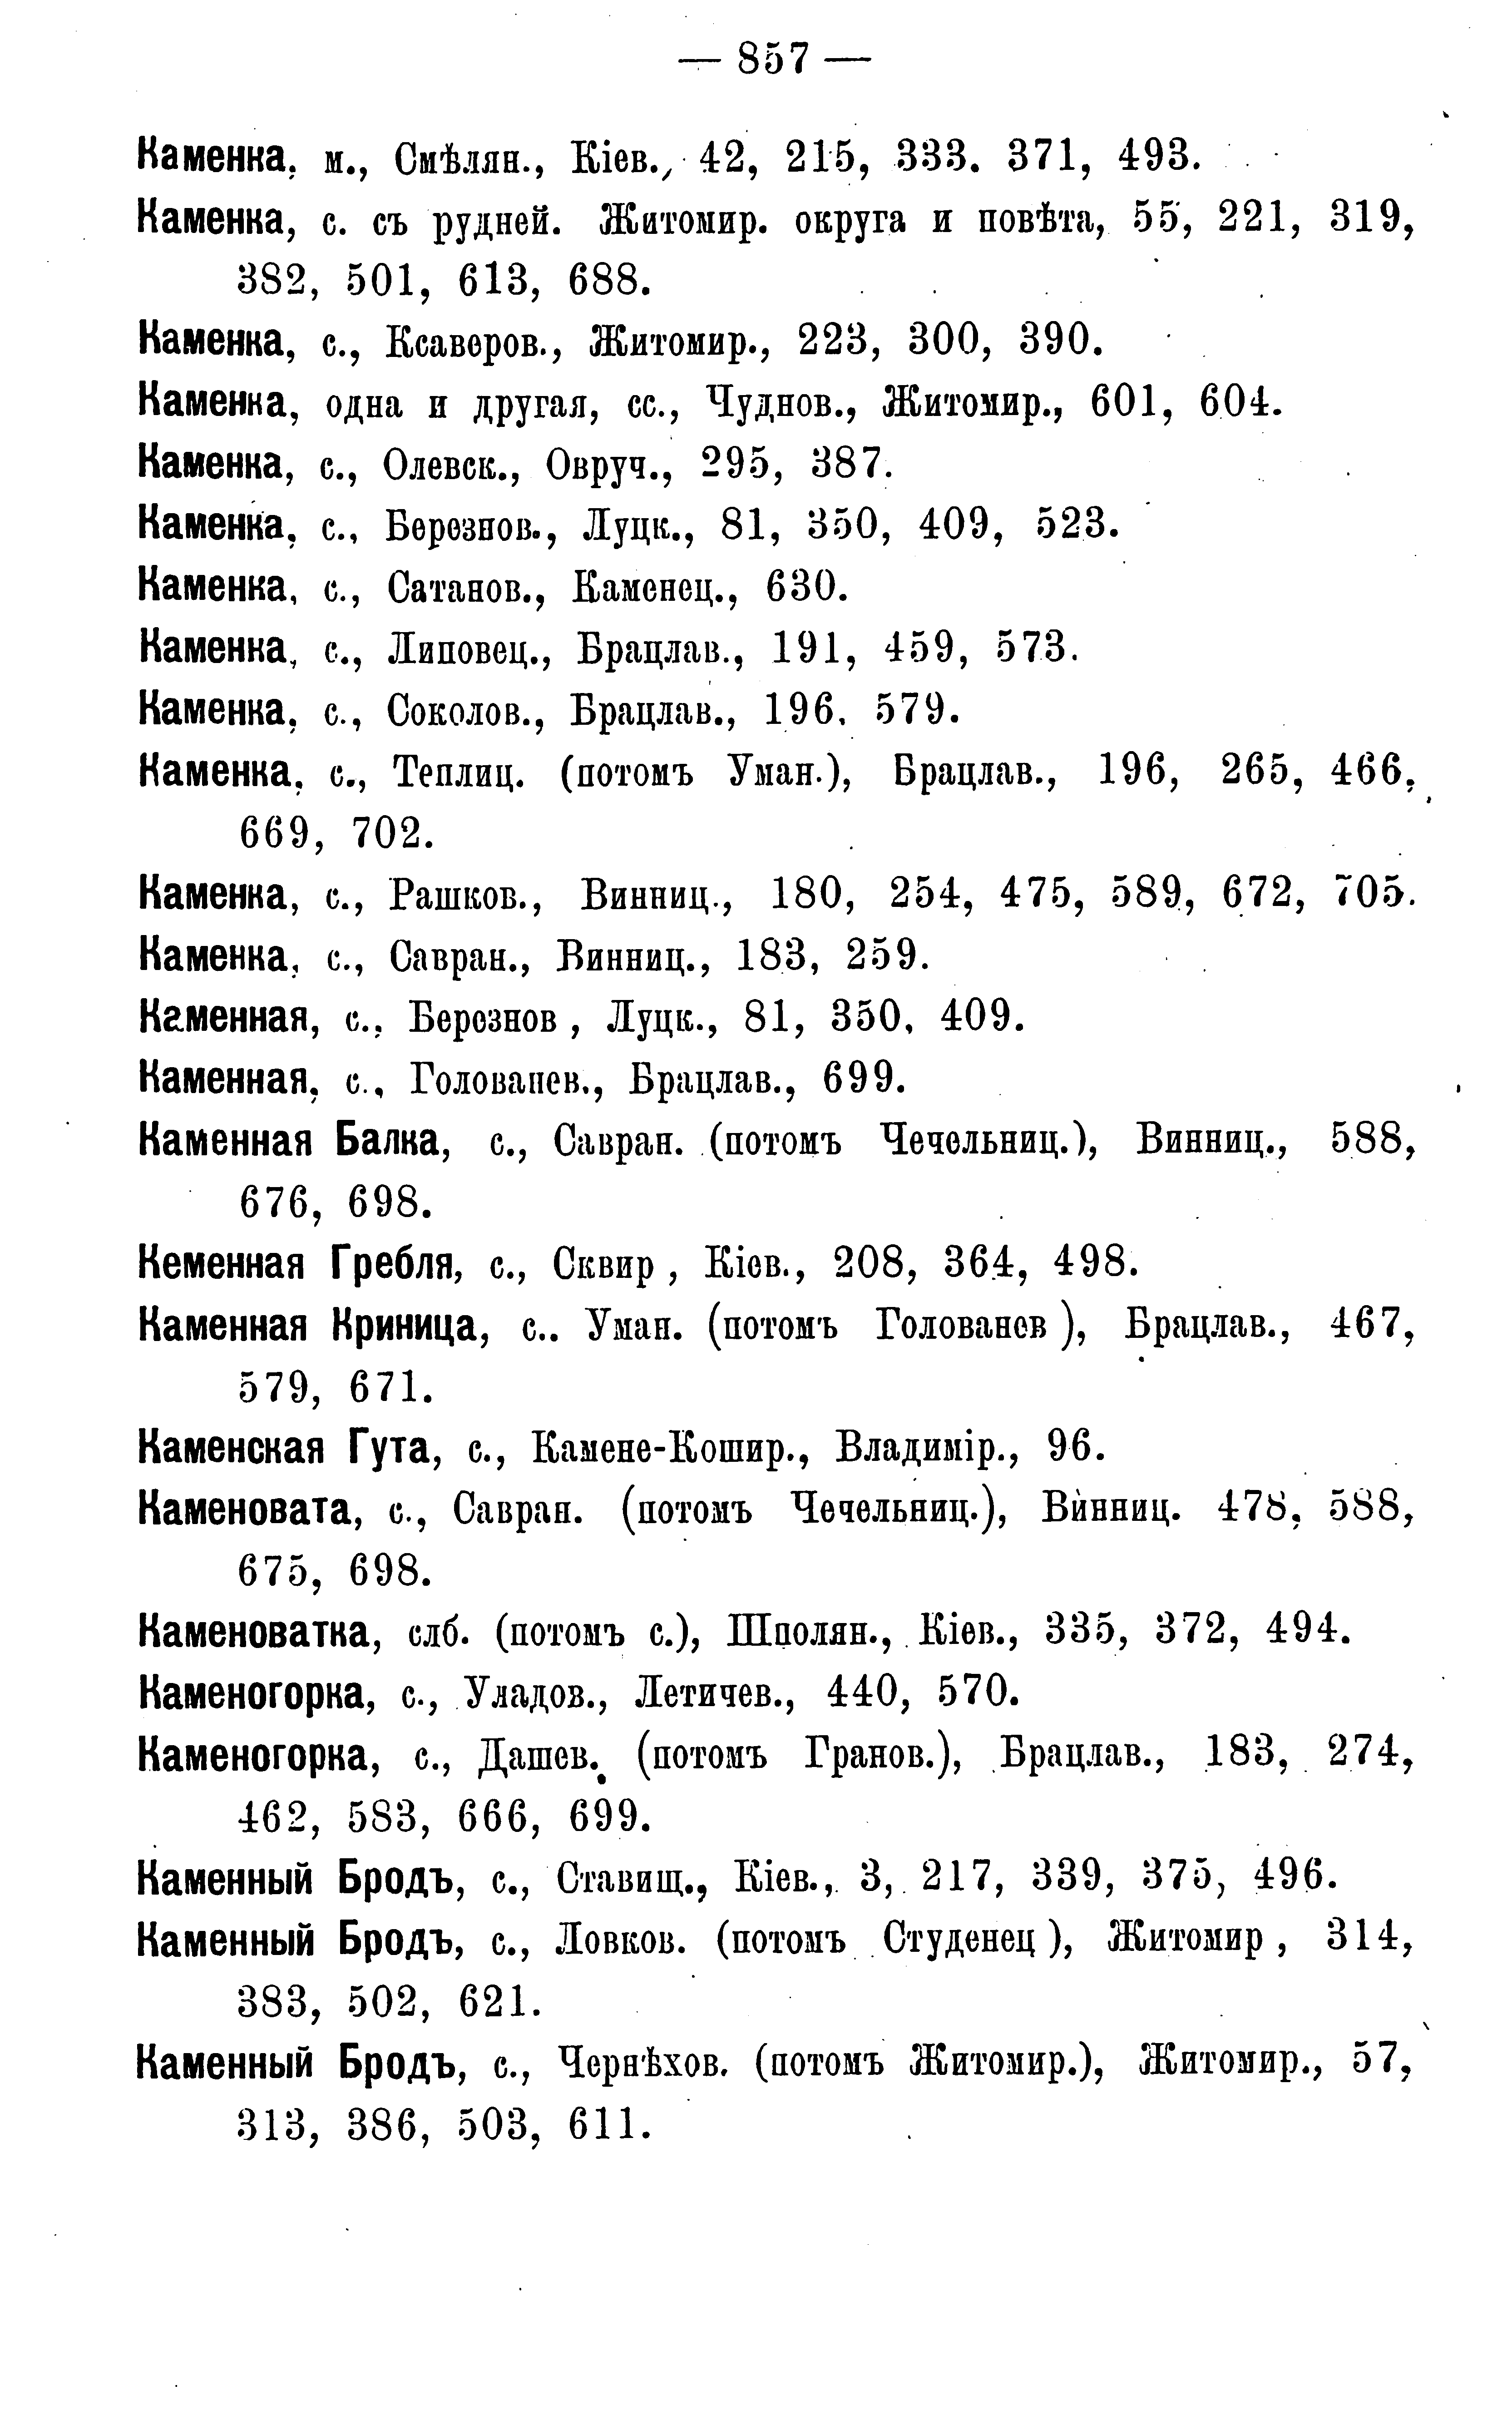 — 857 —
Каменка, м., Смѣлян., Кіев., 42, 215, 333. 371, 493.
Каменка, с. съ рудней. Житомир. округа и повѣта, 55, 221, 319,
382, 501, 613, 688.
Каменка, с., Ксаверов., Житомир., 223, 300, 390.
Каменка, одна и другая, сс., Чуднов., Житомир., 601, 604.
Каменка, с., Олевск., Овруч., 295, 387.
Каменка, с., Березнов., Луцк., 81, 350, 409, 523.
Каменка, с., Сатанов., Каменец., 630.
Каменка, с., Липовец., Брацлав., 191, 459, 573.
Каменка, с., Соколов., Брацлав., 196, 579.
Каменка, с., Теплиц. (потомъ Уман.), Брацлав., 196, 265, 466,
669, 702.
Каменка, с., Рашков., Винниц., 180, 254, 475, 589, 672, 705.
Каменка, с., Савран., Винниц., 183, 259.
Каменная, с., Березнов , Луцк., 81, 350, 409.
Каменная, с., Голованев., Брацлав., 699.
Каменная Балка, с., Савран. (потомъ Чечельниц.), Винниц., 588,
676, 698.
Кеменная Гребля, с., Сквир , Кіев., 208, 364, 498.
Каменная Криница, с.. Уман. (потомъ Голованев ), Брацлав., 467,
579, 671.
Каменская Гута, с., Камене-Кошир., Владимір., 96.
Каменовата, с., Савран. (потомъ Чечельниц.), Винниц. 478, 588,
675, 698.
Каменоватка, слб. (потомъ с.), Шполян., Кіев., 335, 372, 494.
Каменогорка, с., Уладов., Летичев., 440, 570.
Каменогорка, с., Дашев. (потомъ Гранов.), Брацлав., 183, 274,
462, 583, 666, 699.
Каменный Бродъ, с., Ставищ., Кіев., 3, 217, 339, 375, 496.
Каменный Бродъ, с., Ловков. (потомъ Студенец ), Житомир , 314,
383, 502, 621.
Каменный Бродъ, с., Чернѣхов. (потомъ Житомир.), Житомир., 57,
313, 386, 503, 611.